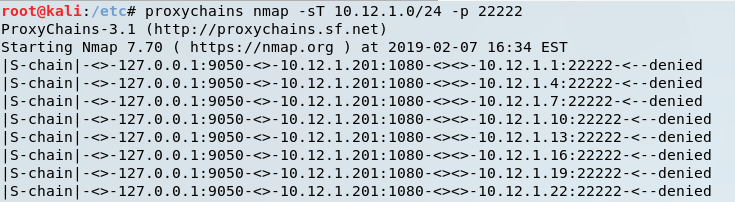 root@kali:/etc# proxychains nmap -sT 10.12.1.0/24 -p 22222
ProxyChains-3.1 (http://proxychains.sf.net)
Starting Nmap 7.70 ( https://nmap.org ) at 2019-02-07 16:34 EST
|S-chain|-<>-127.0.0.1:9050-<>-10.12.1.201:1080-<><>-10.12.1.1:22222-<--denied
|S-chain|-<>-127.0.0.1:9050-<>-10.12.1.201:1080-<><>-10.12.1.4:22222-<--denied
|S-chain|-<>-127.0.0.1:9050-<>-10.12.1.201:1080-<><>-10.12.1.7:22222-<--denied
|S-chain|-<>-127.0.0.1:9050-<>-10.12.1.201:1080-<><>-10.12.1.10:22222-<--denied
|S-chain|-<>-127.0.0.1:9050-<>-10.12.1.201:1080-<><>-10.12.1.13:22222-<--denied
|S-chain|-<>-127.0.0.1:9050-<>-10.12.1.201:1080-<><>-10.12.1.16:22222-<--denied
|S-chain|-<>-127.0.0.1:9050-<>-10.12.1.201:1080-<><>-10.12.1.19:22222-<--denied
|S-chain|-<>-127.0.0.1:9050-<>-10.12.1.201:1080-<><>-10.12.1.22:22222-<--denied